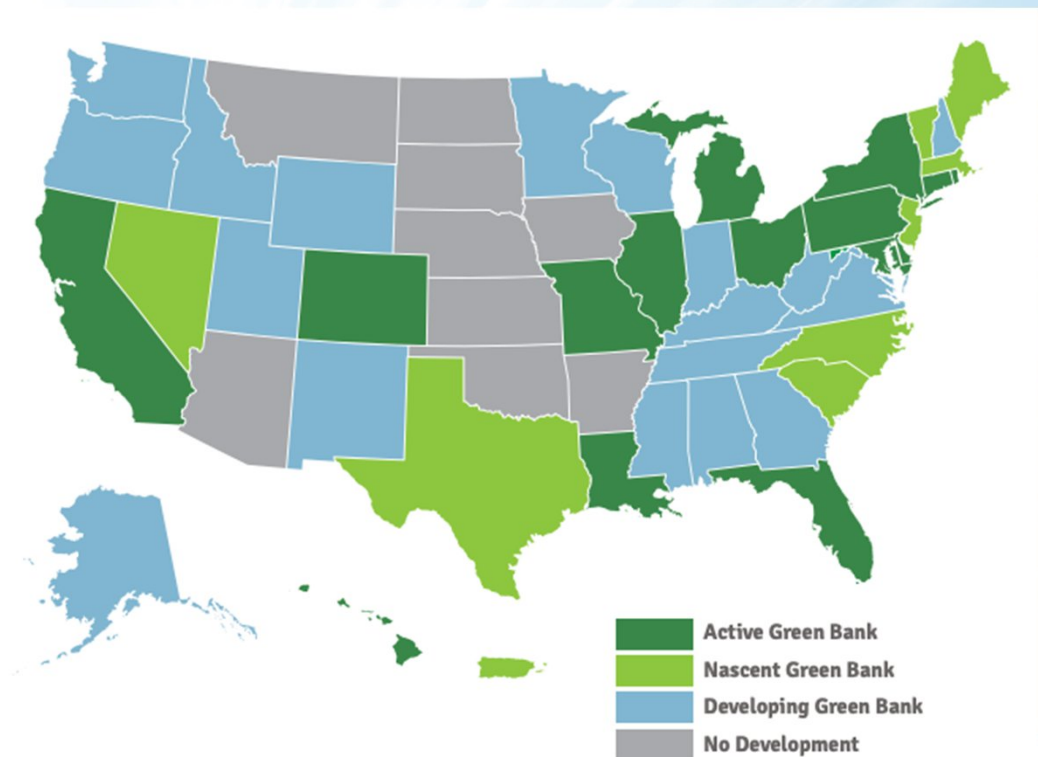 Active Green Bank
Nascent Green Bank
Developing Green Bank
No Development